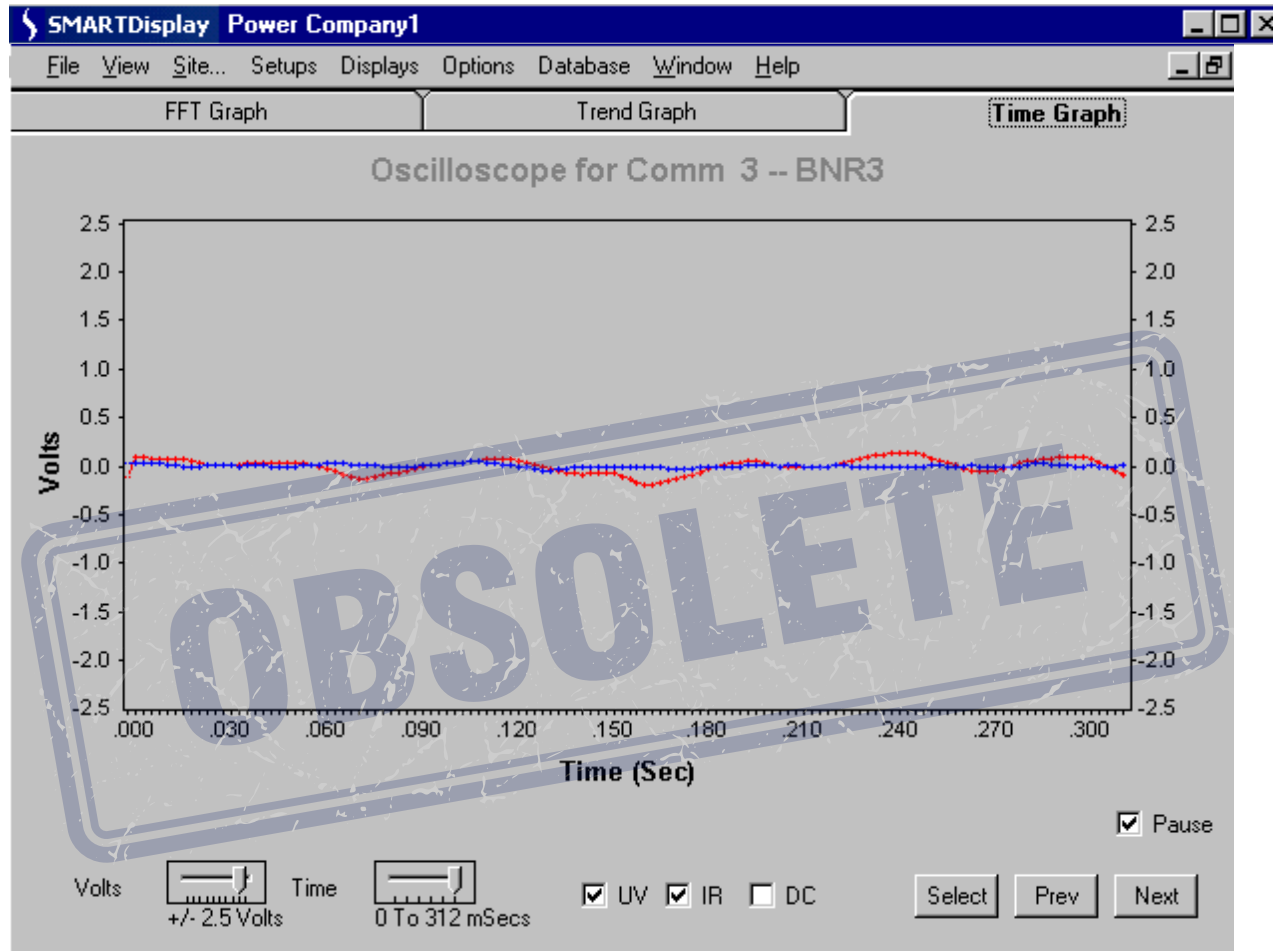 SMARTDisplay Power Company1
File View Site... Setups Displays Options Database Window Help
FFT Graph Trend Graph Time Graph
Oscilloscope for Comm 3 -- BNR3
2.5 2.5
2.0 2.0
1.5 1.5
1.0 1.0
0.5 0.5
0.0 0.0
-0.5 -0.5
-1.0 -1.0
-1.5 -1.5
-2.0 -2.0
-2.5 -2.5
Volts
.000 .030 .060 .090 .120 .150 .180 .210 .240 .270 .300
Time (Sec)
OBSOLETE
Pause
Volts Time UV IR DC Select Prev Next
+/- 2.5 Volts 0 To 312 mSecs